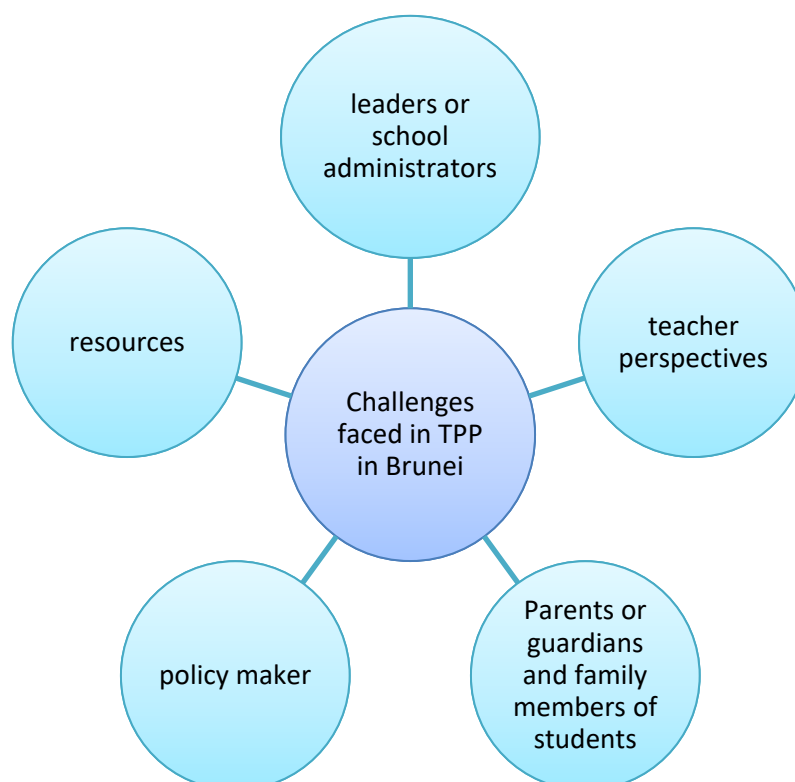 leaders or
school
administrators
resources
teacher
perspectives
Challenges
faced in TPP
in Brunei
policy maker
Parents or
guardians
and family
members of
students